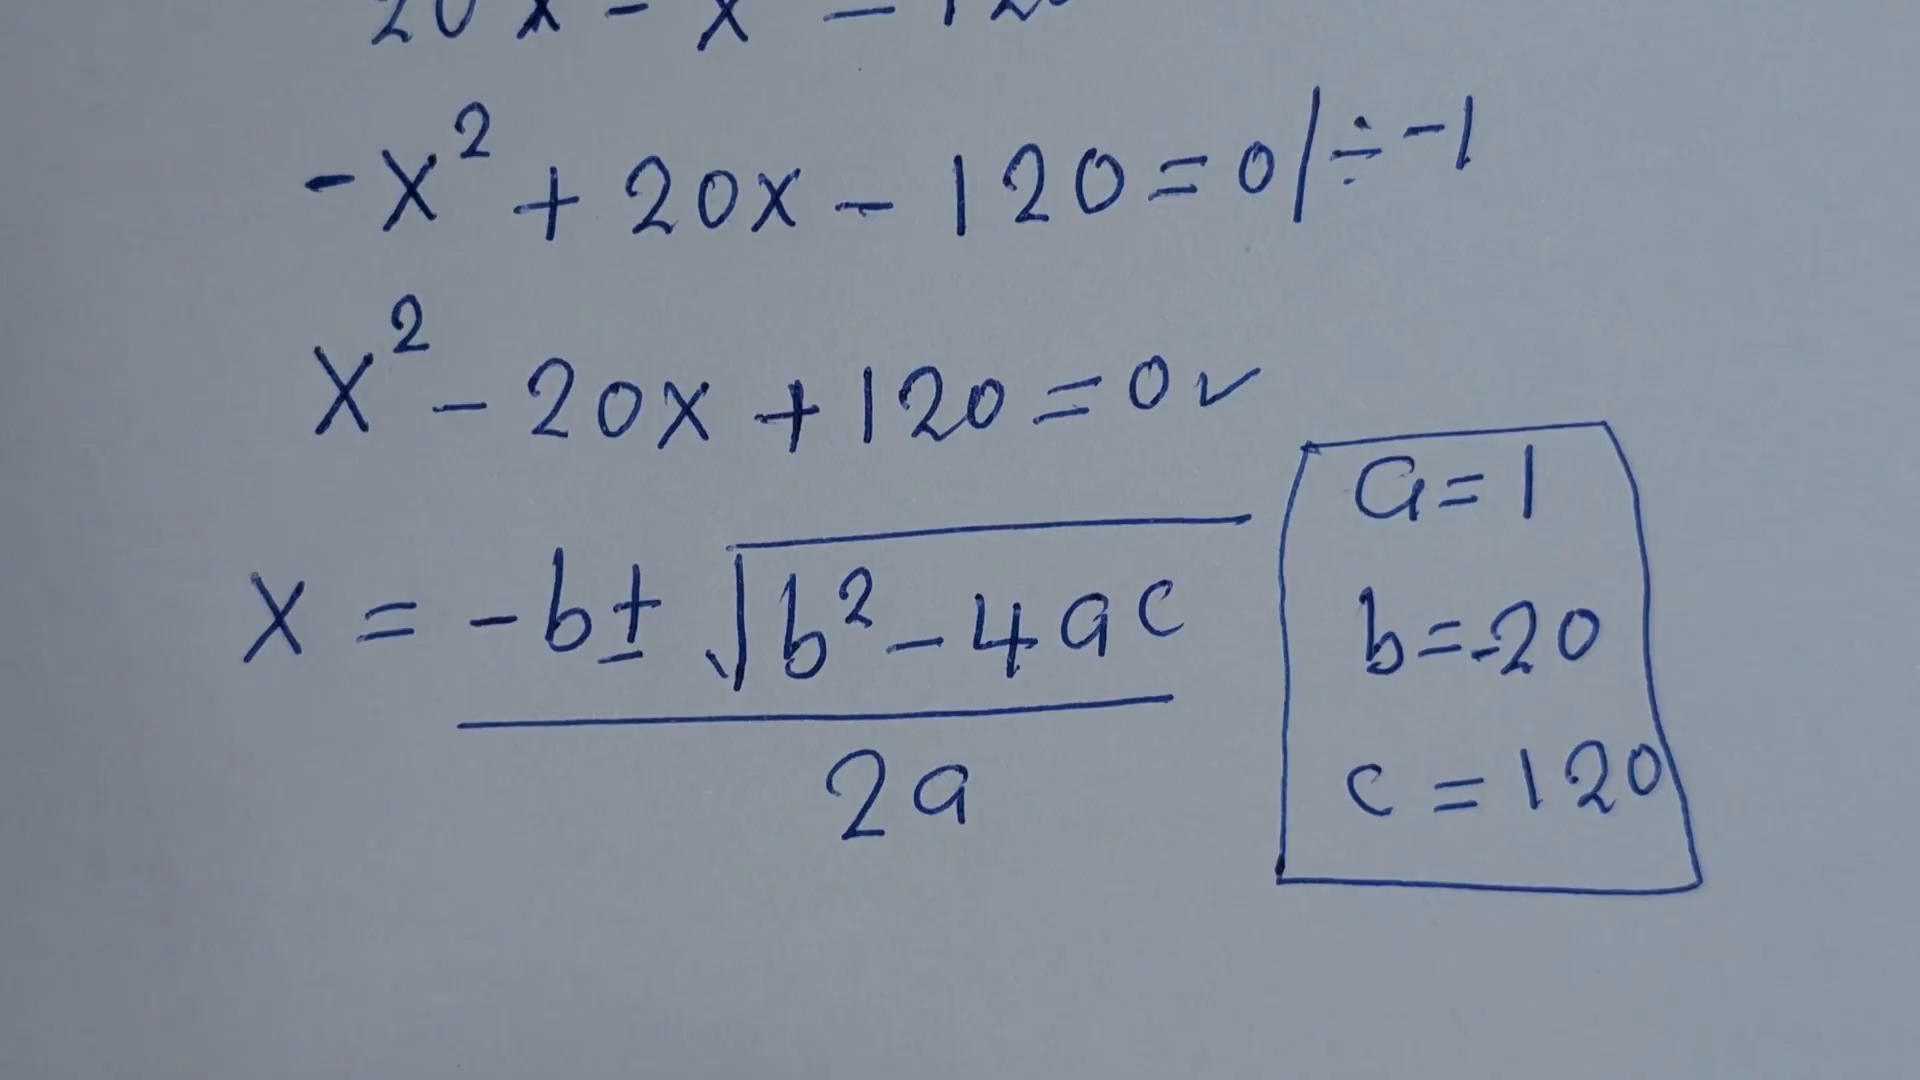 -x² + 20x - 120 = 0 / ÷ -1
x² - 20x + 120 = 0 ✓
x = -b ± √b² - 4ac
2a
a = 1
b = -20
c = 120